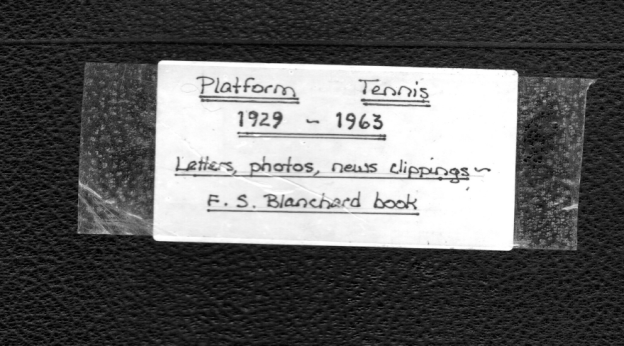 Platform Tennis
1929 ~ 1963
Letters, photos, news clippings ~
F. S. Blanchard book